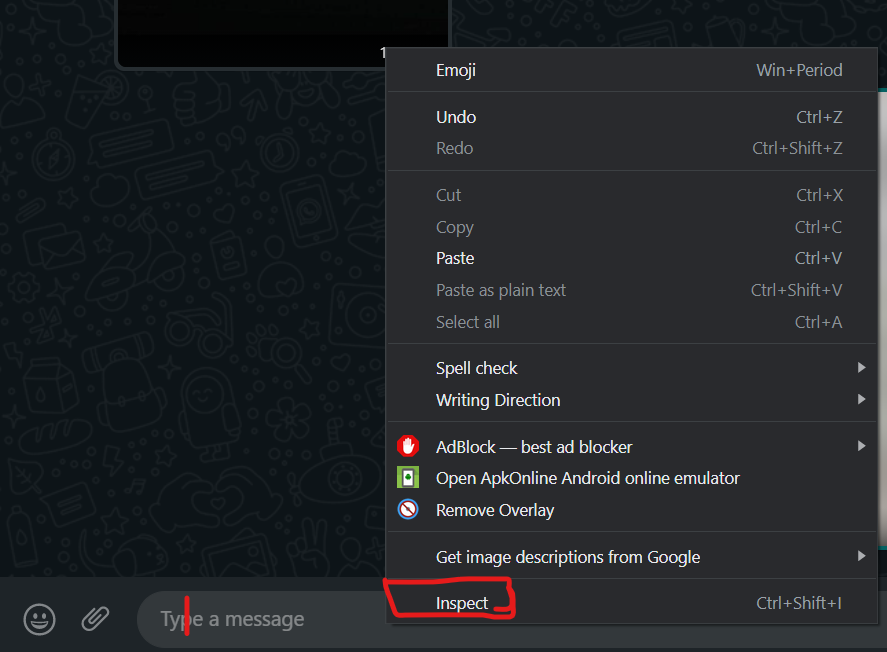 1
Emoji Win+Period
Undo Ctrl+Z
Redo Ctrl+Shift+Z
Cut Ctrl+X
Copy Ctrl+C
Paste Ctrl+V
Paste as plain text Ctrl+Shift+V
Select all Ctrl+A
Spell check
Writing Direction
AdBlock — best ad blocker
Open ApkOnline Android online emulator
Remove Overlay
Get image descriptions from Google
Inspect Ctrl+Shift+I
Type a message